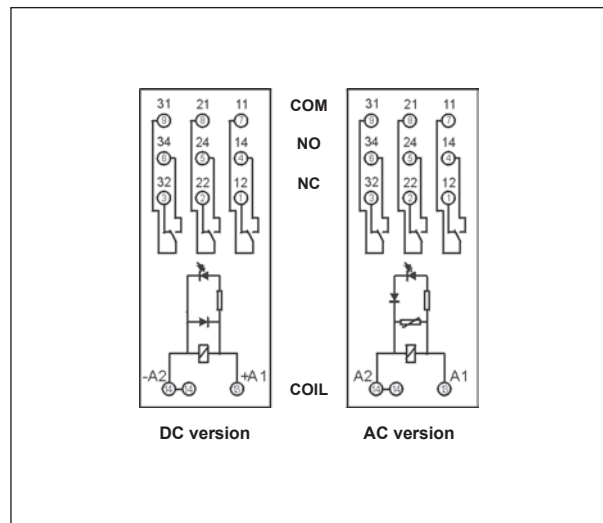 31 21 11 COM 31 21 11
9 8 7 9 8 7
34 24 14 NO 34 24 14
6 5 4 6 5 4
32 22 12 NC 32 22 12
3 2 1 3 2 1
-A2 +A1 A2 A1
14 14 13 COIL 14 14 13
DC version AC version